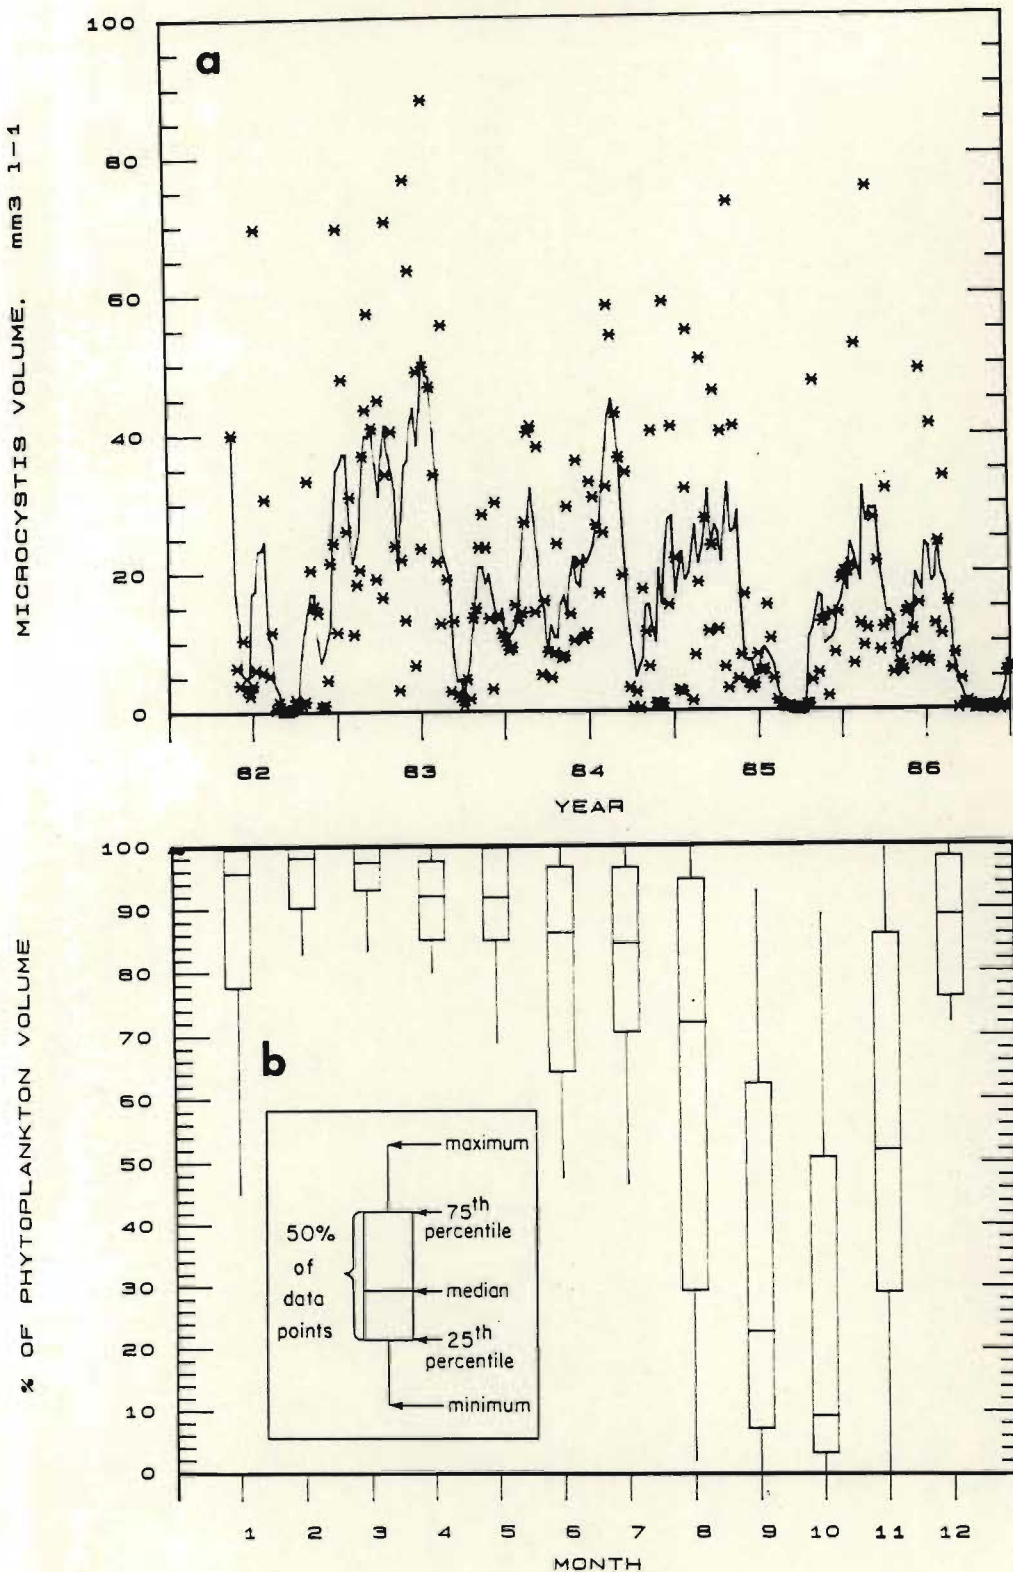 a
MICROCYSTIS VOLUME. mm3 l-1
100
80
60
40
20
0
82 83 84 85 86
YEAR
b
% OF PHYTOPLANKTON VOLUME
100
90
80
70
60
50
40
30
20
10
0
maximum
75th
percentile
50%
of
data
points
median
25th
percentile
minimum
1 2 3 4 5 6 7 8 9 10 11 12
MONTH